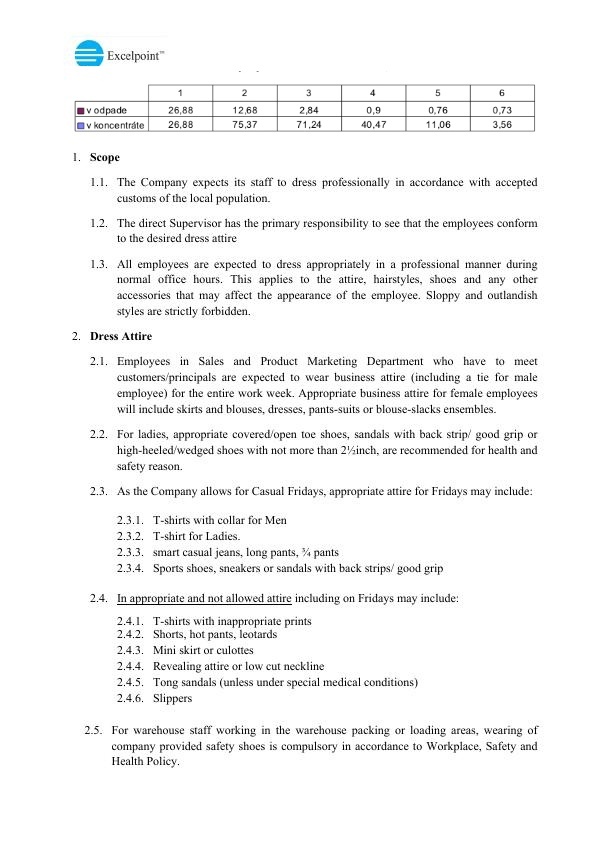 Excelpoint™
1 2 3 4 5 6
v odpade 26,88 12,68 2,84 0,9 0,76 0,73
v koncentráte 26,88 75,37 71,24 40,47 11,06 3,56
1. Scope
1.1. The Company expects its staff to dress professionally in accordance with accepted
customs of the local population.
1.2. The direct Supervisor has the primary responsibility to see that the employees conform
to the desired dress attire
1.3. All employees are expected to dress appropriately in a professional manner during
normal office hours. This applies to the attire, hairstyles, shoes and any other
accessories that may affect the appearance of the employee. Sloppy and outlandish
styles are strictly forbidden.
2. Dress Attire
2.1. Employees in Sales and Product Marketing Department who have to meet
customers/principals are expected to wear business attire (including a tie for male
employee) for the entire work week. Appropriate business attire for female employees
will include skirts and blouses, dresses, pants-suits or blouse-slacks ensembles.
2.2. For ladies, appropriate covered/open toe shoes, sandals with back strip/ good grip or
high-heeled/wedged shoes with not more than 2½inch, are recommended for health and
safety reason.
2.3. As the Company allows for Casual Fridays, appropriate attire for Fridays may include:
2.3.1. T-shirts with collar for Men
2.3.2. T-shirt for Ladies.
2.3.3. smart casual jeans, long pants, ¾ pants
2.3.4. Sports shoes, sneakers or sandals with back strips/ good grip
2.4. In appropriate and not allowed attire including on Fridays may include:
2.4.1. T-shirts with inappropriate prints
2.4.2. Shorts, hot pants, leotards
2.4.3. Mini skirt or culottes
2.4.4. Revealing attire or low cut neckline
2.4.5. Tong sandals (unless under special medical conditions)
2.4.6. Slippers
2.5. For warehouse staff working in the warehouse packing or loading areas, wearing of
company provided safety shoes is compulsory in accordance to Workplace, Safety and
Health Policy.